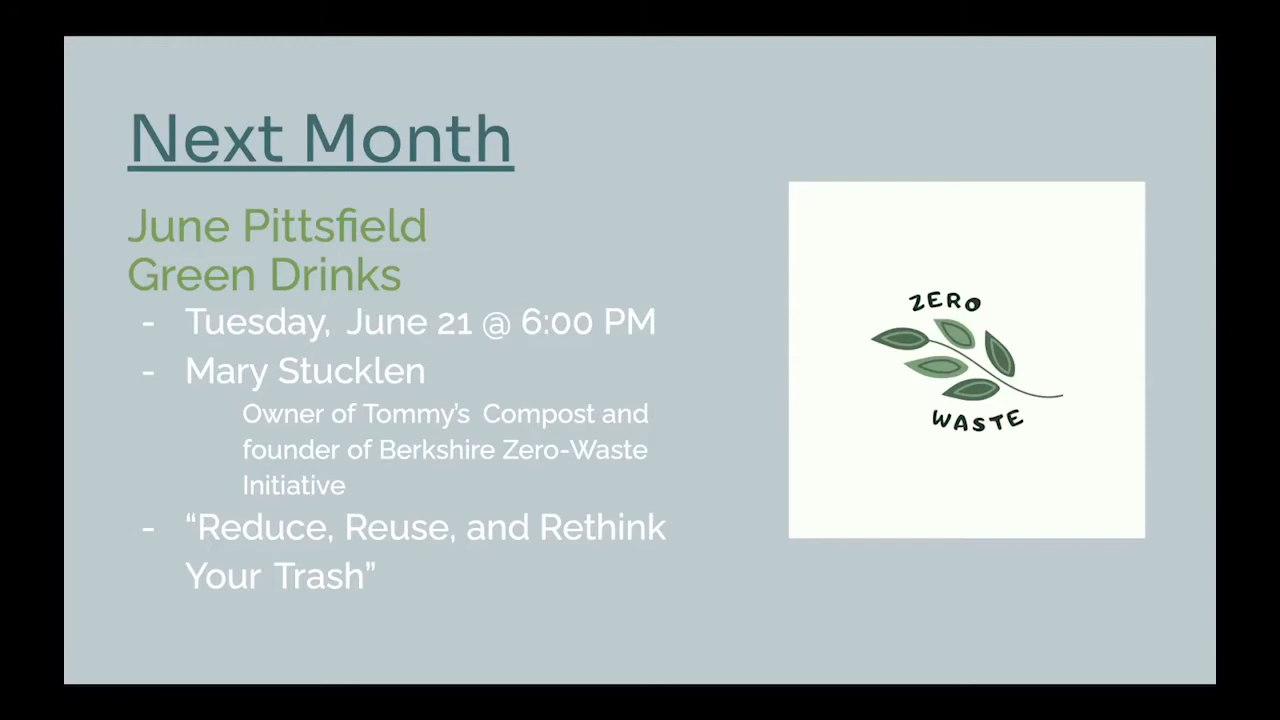 Next Month
June Pittsfield
Green Drinks
- Tuesday, June 21 @ 6:00 PM
- Mary Stucklen
Owner of Tommy's Compost and
founder of Berkshire Zero-Waste
Initiative
- “Reduce, Reuse, and Rethink
Your Trash”
ZERO
WASTE